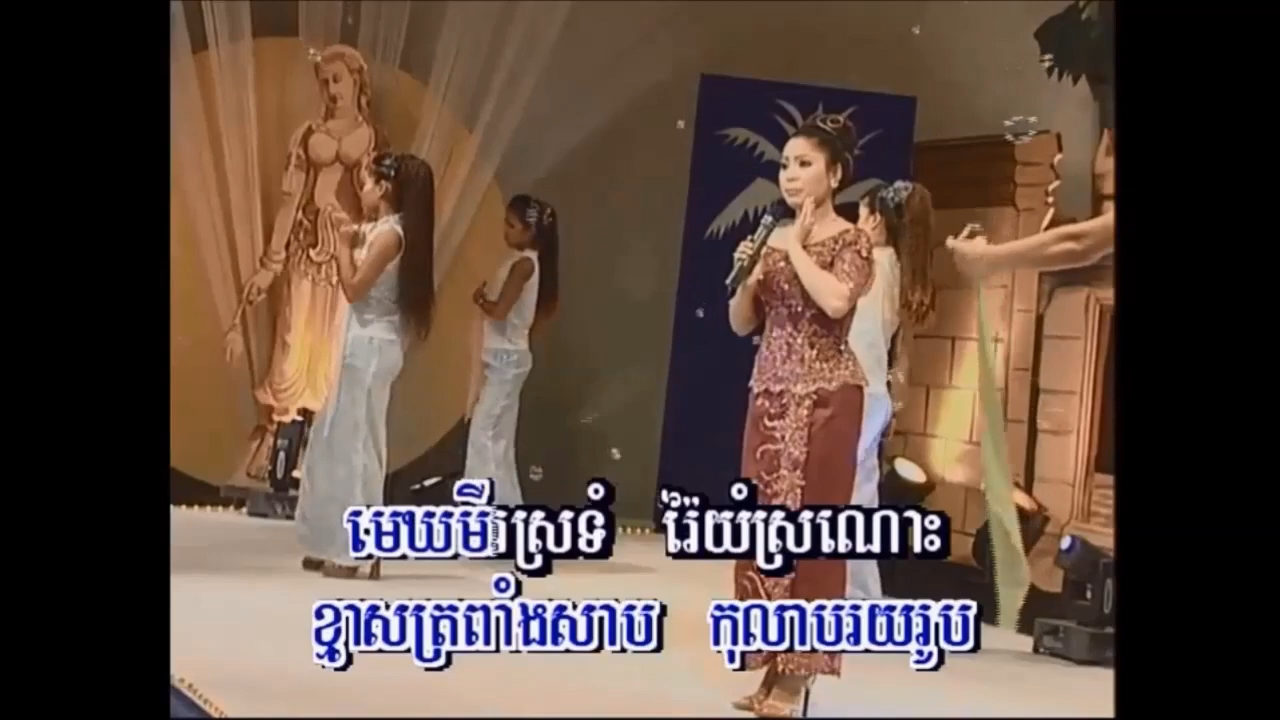 មេឃមីរស្រទំ រ៉ៃយំស្រណោះ
ខ្មាសត្រពាំងសាប កុលាបរយរូប